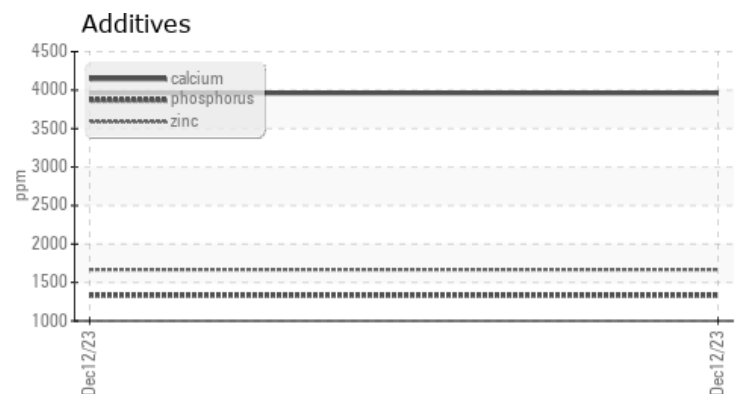 Additives
4500
4000
3500
3000
2500
2000
1500
1000
ppm
calcium
phosphorus
zinc
Dec12/23
Dec12/23